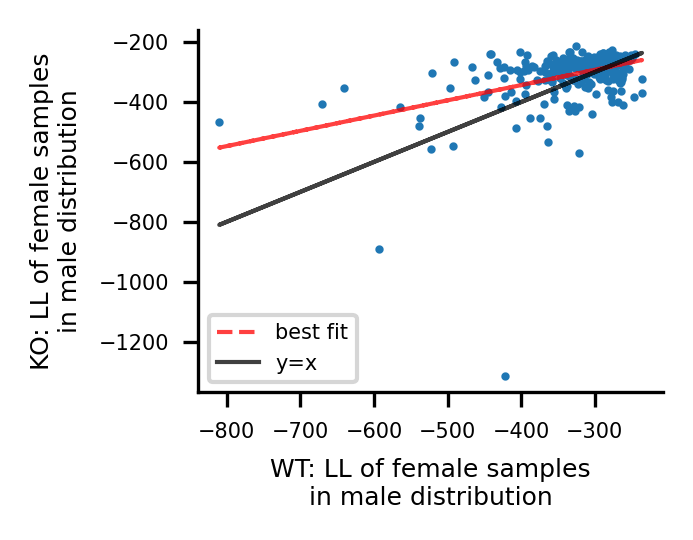 KO: LL of female samples
in male distribution
−200
−400
−600
−800
−1000
−1200
best fit
y=x
−800
−700
−600
−500
−400
−300
WT: LL of female samples
in male distribution